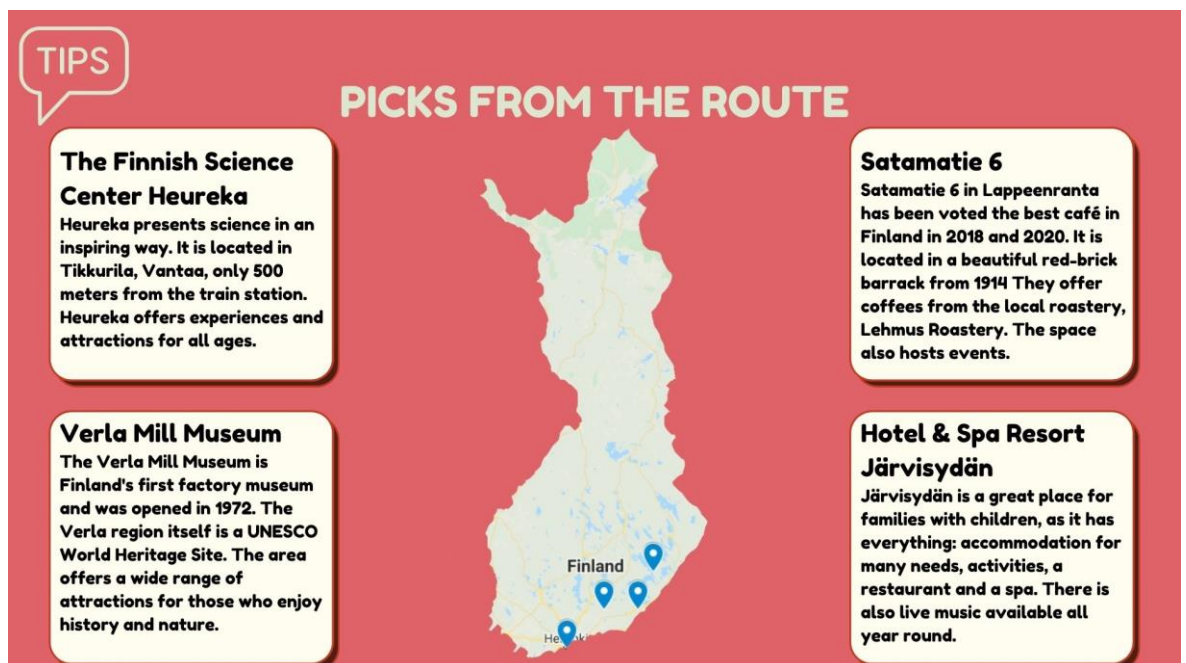 TIPS
PICKS FROM THE ROUTE
The Finnish Science
Center Heureka
Heureka presents science in an
inspiring way. It is located in
Tikkurila, Vantaa, only 500
meters from the train station.
Heureka offers experiences and
attractions for all ages.
Verla Mill Museum
The Verla Mill Museum is
Finland's first factory museum
and was opened in 1972. The
Verla region itself is a UNESCO
World Heritage Site. The area
offers a wide range of
attractions for those who enjoy
history and nature.
Finland
Satamatie 6
Satamatie 6 in Lappeenranta
has been voted the best café in
Finland in 2018 and 2020. It is
located in a beautiful red-brick
barrack from 1914 They offer
coffees from the local roastery,
Lehmus Roastery. The space
also hosts events.
Hotel & Spa Resort
Järvisydän
Järvisydän is a great place for
families with children, as it has
everything: accommodation for
many needs, activities, a
restaurant and a spa. There is
also live music available all
year round.